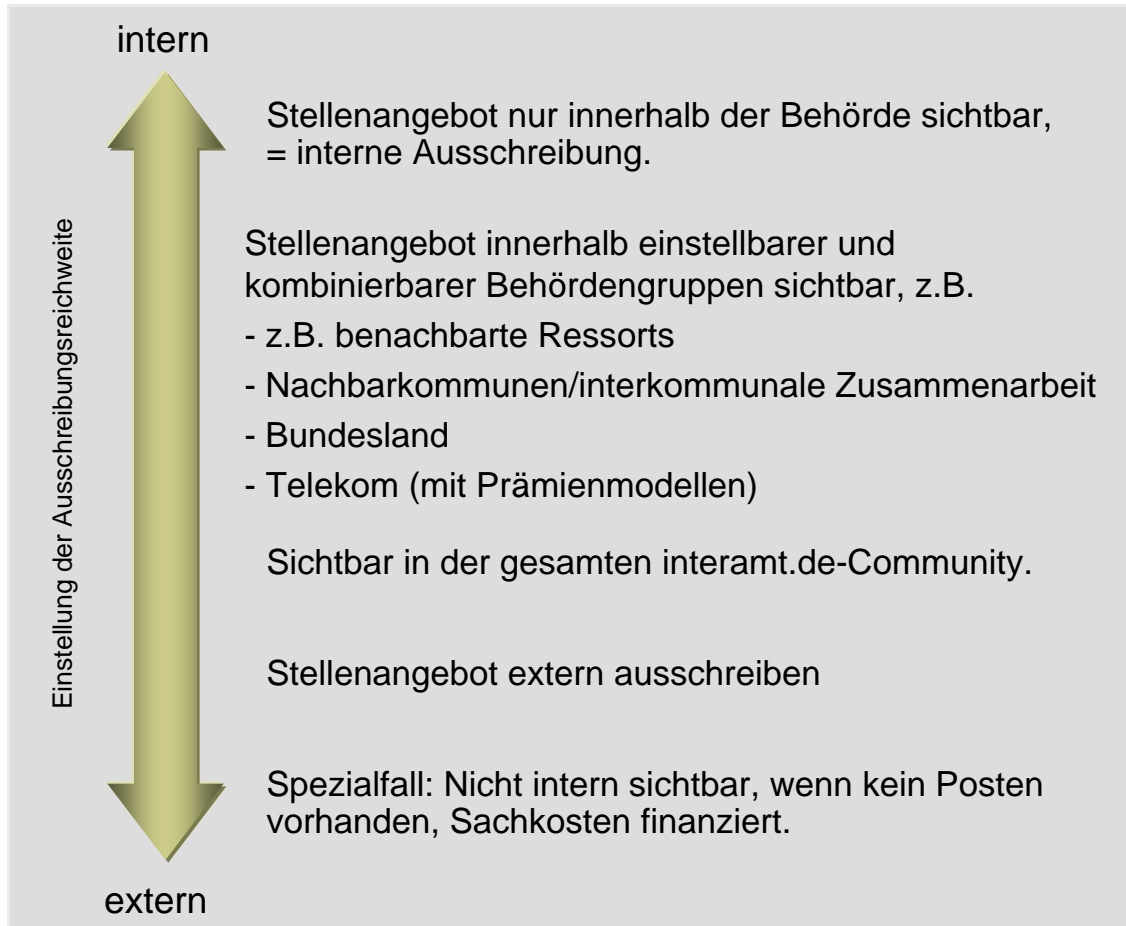 intern
Stellenangebot nur innerhalb der Behörde sichtbar,
= interne Ausschreibung.
Einstellung der Ausschreibungsreichweite
Stellenangebot innerhalb einstellbarer und
kombinierbarer Behördengruppen sichtbar, z.B.
- z.B. benachbarte Ressorts
- Nachbarkommunen/interkommunale Zusammenarbeit
- Bundesland
- Telekom (mit Prämienmodellen)
Sichtbar in der gesamten interamt.de-Community.
Stellenangebot extern ausschreiben
Spezialfall: Nicht intern sichtbar, wenn kein Posten
vorhanden, Sachkosten finanziert.
extern